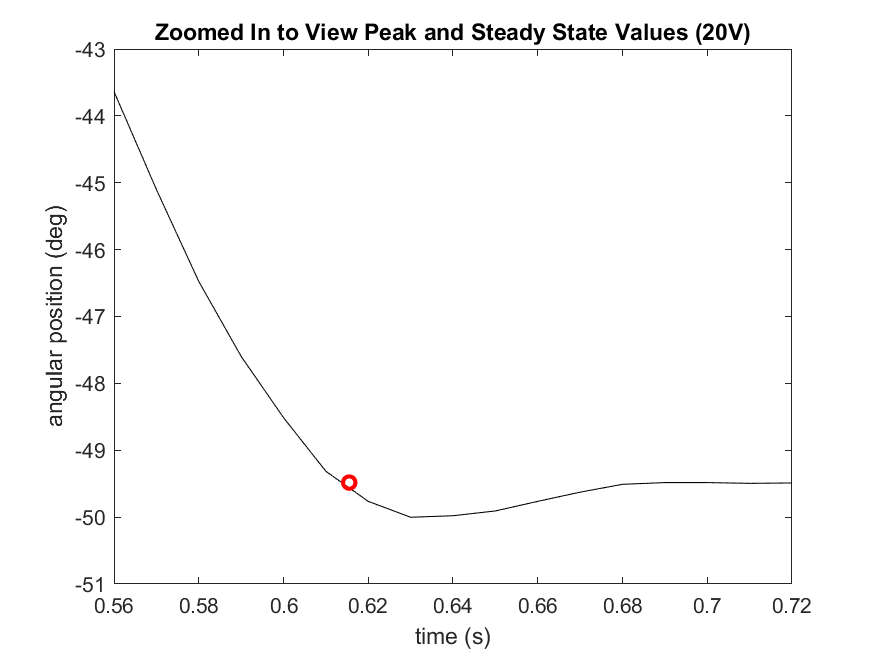 Zoomed In to View Peak and Steady State Values (20V)
-43
-44
-45
-46
-47
-48
-49
-50
-51
angular position (deg)
0.56 0.58 0.6 0.62 0.64 0.66 0.68 0.7 0.72
time (s)